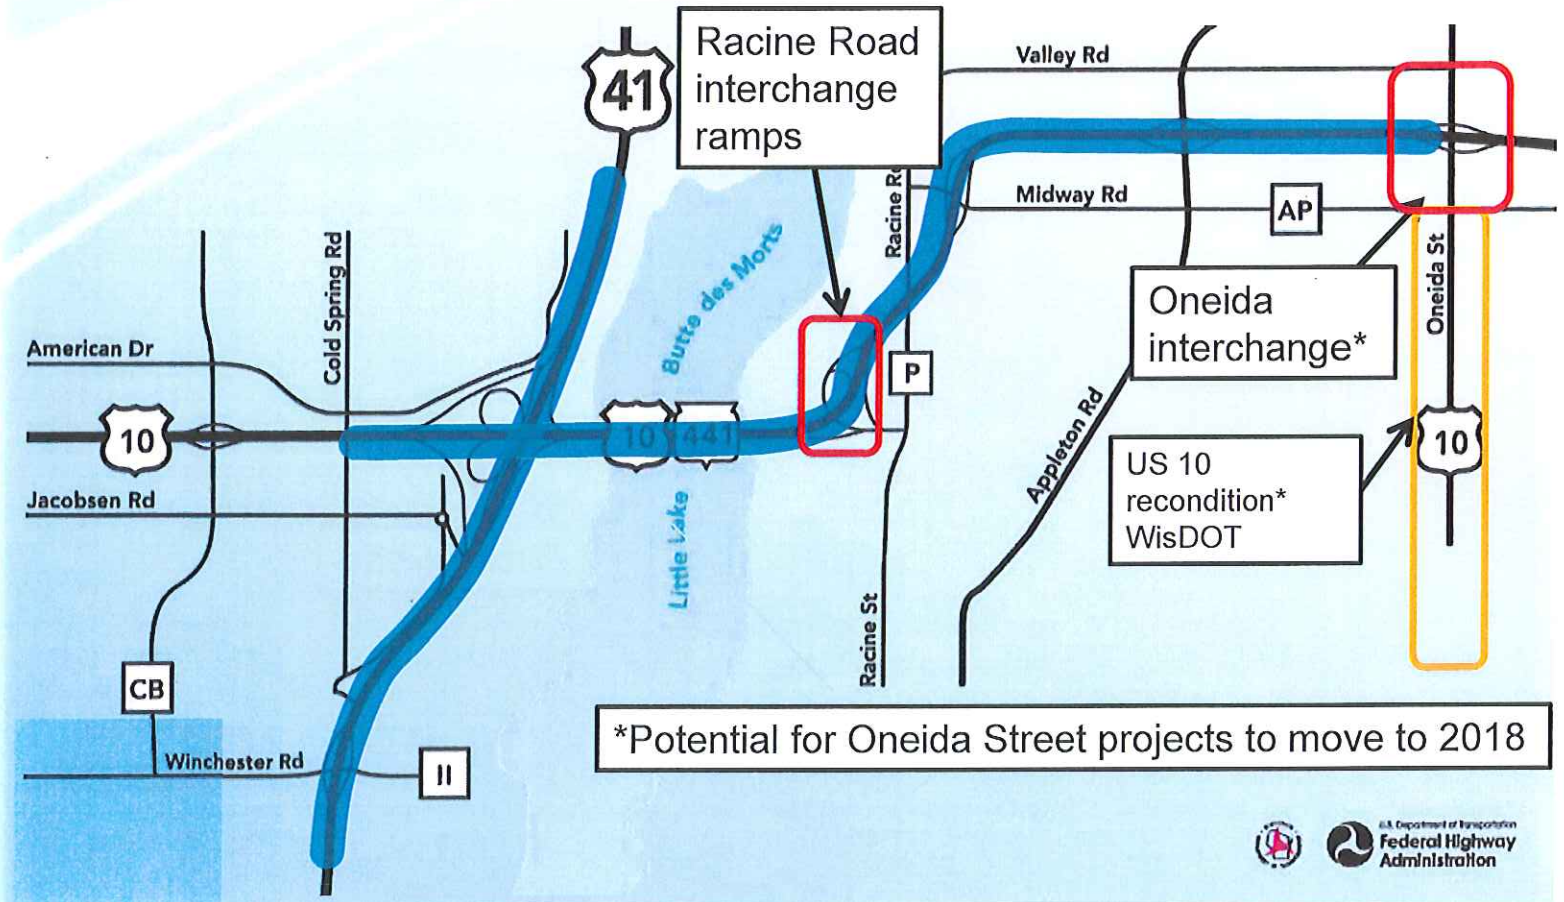 Racine Road
interchange
ramps
41
Valley Rd
Midway Rd
AP
Racine Rd
Butte des Morts
Cold Spring Rd
Oneida St
Oneida
interchange*
American Dr
P
10
10
441
10
Appleton Rd
US 10
recondition*
WisDOT
Jacobsen Rd
Little Lake
Racine St
CB
*Potential for Oneida Street projects to move to 2018
Winchester Rd
II
U.S. Department of Transportation
Federal Highway
Administration